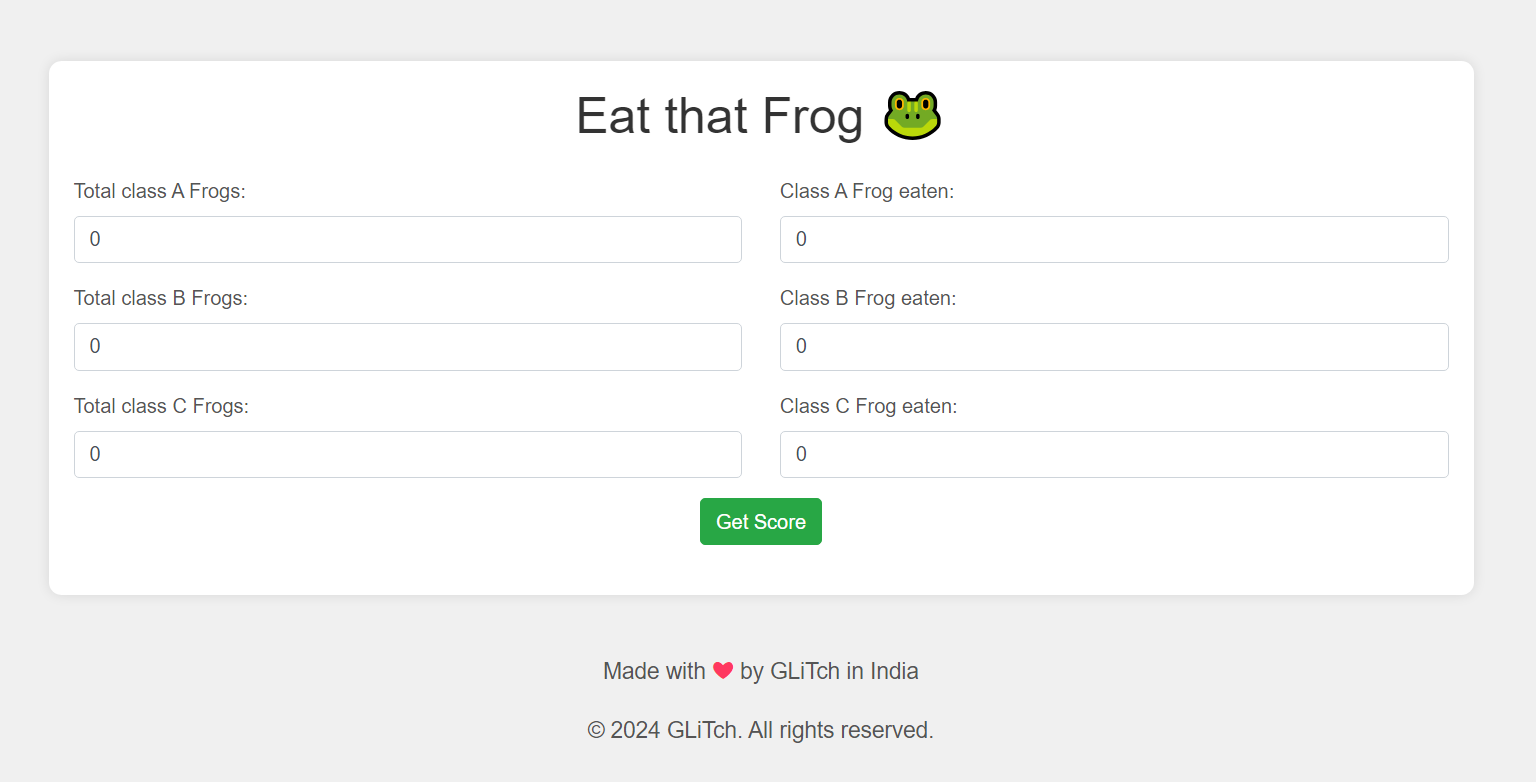 Eat that Frog 🐸
Total class A Frogs:
Class A Frog eaten:
0
0
Total class B Frogs:
Class B Frog eaten:
0
0
Total class C Frogs:
Class C Frog eaten:
0
0
Get Score
Made with ❤ by GLiTch in India
© 2024 GLiTch. All rights reserved.